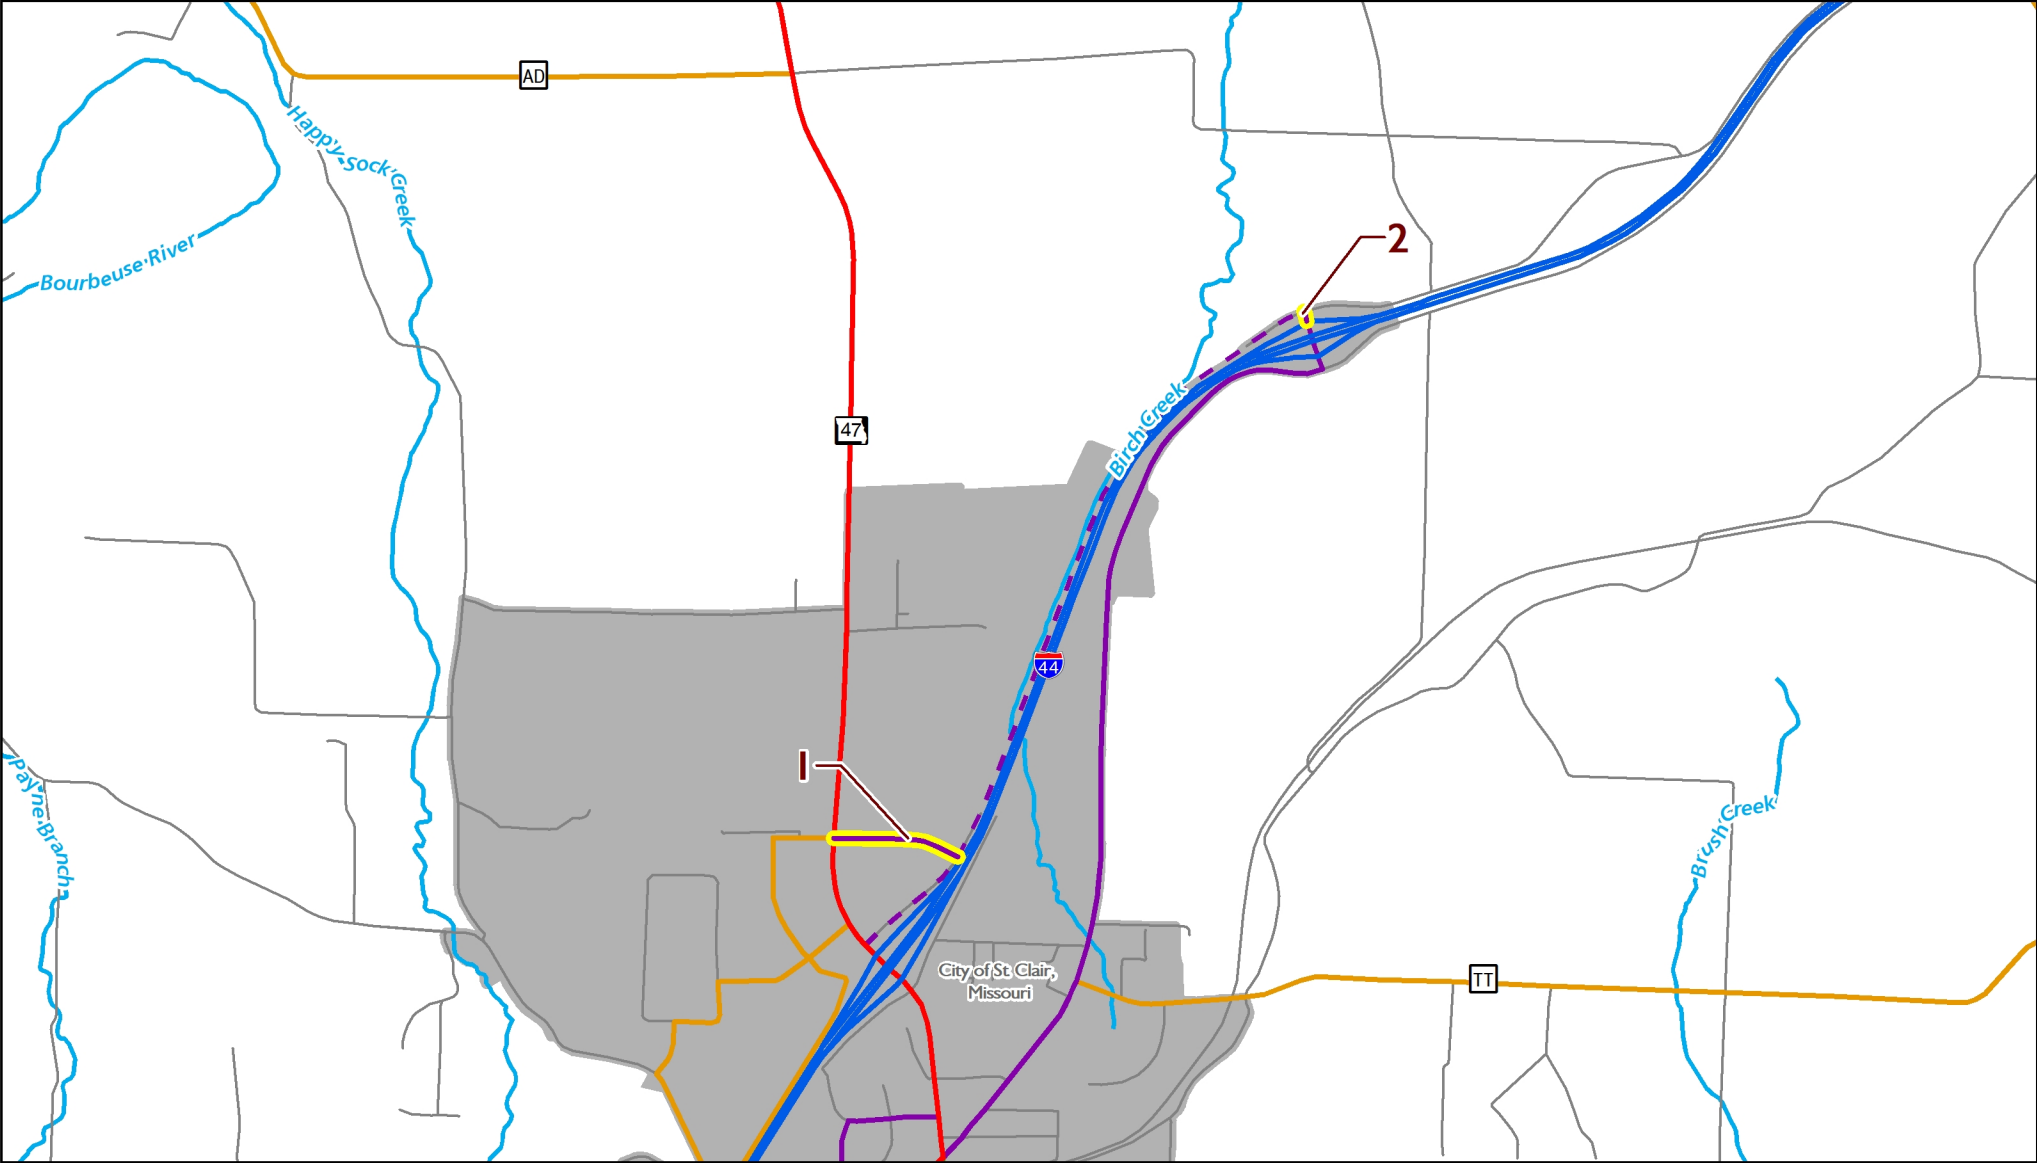 AD
Happy Sock Creek
Bourbeuse River
2
Birch Creek
47
44
1
Payne Branch
Brush Creek
City of St. Clair,
Missouri
TT